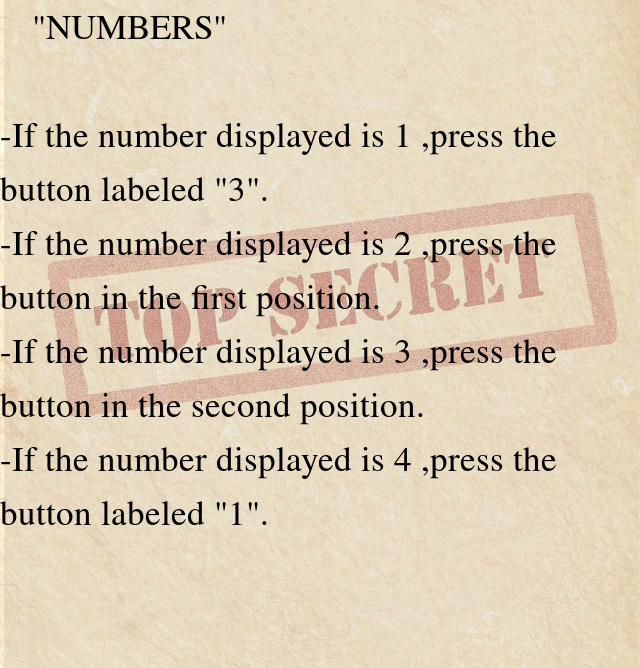 "NUMBERS"
-If the number displayed is 1 ,press the
button labeled "3".
-If the number displayed is 2 ,press the
button in the first position.
TOP SECRET
-If the number displayed is 3 ,press the
button in the second position.
-If the number displayed is 4 ,press the
button labeled "1".